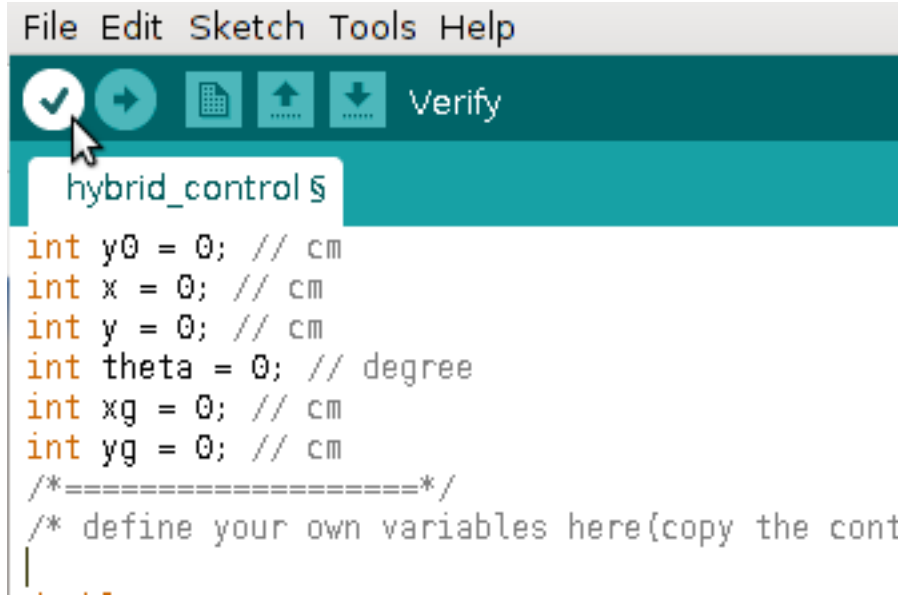 File Edit Sketch Tools Help
Verify
hybrid_control §
int y0 = 0; // cm
int x = 0; // cm
int y = 0; // cm
int theta = 0; // degree
int xg = 0; // cm
int yg = 0; // cm
/*===================*/
/* define your own variables here(copy the cont